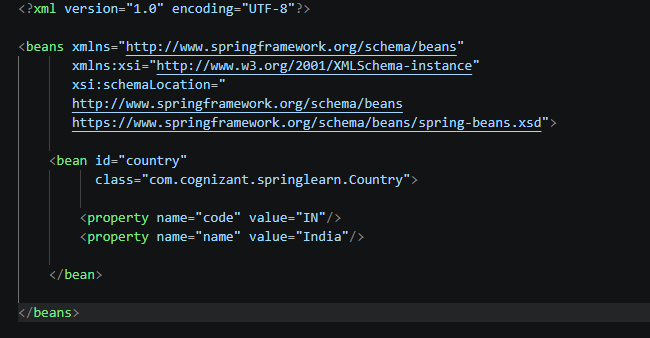 <?xml version="1.0" encoding="UTF-8"?>
<beans xmlns="http://www.springframework.org/schema/beans"
xmlns:xsi="http://www.w3.org/2001/XMLSchema-instance"
xsi:schemaLocation="
http://www.springframework.org/schema/beans
https://www.springframework.org/schema/beans/spring-beans.xsd">
<bean id="country"
class="com.cognizant.springlearn.Country">
<property name="code" value="IN"/>
<property name="name" value="India"/>
</bean>
</beans>